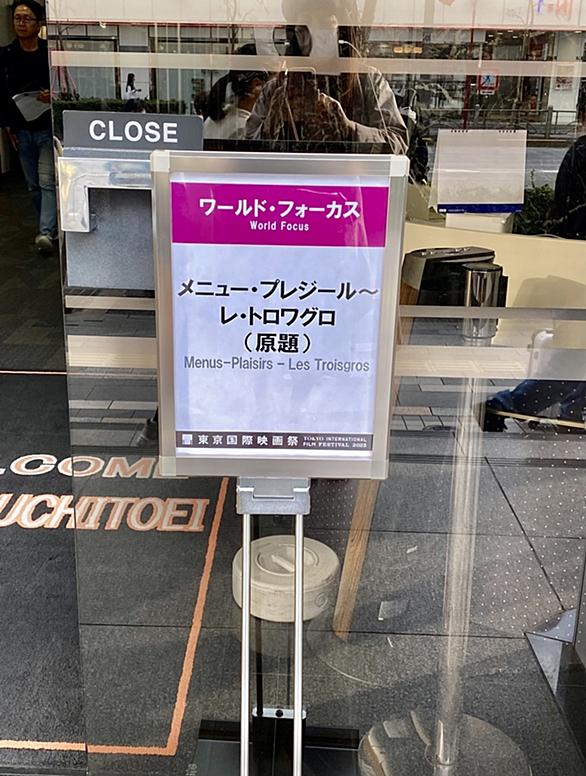 CLOSE
ワールド・フォーカス
World Focus
メニュー・プレジール～
レ・トロワグロ
（原題）
Menus-Plaisirs – Les Troisgros
東京国際映画祭 TOKYO INTERNATIONAL
FILM FESTIVAL 2023
LCOME
UCHITOEI